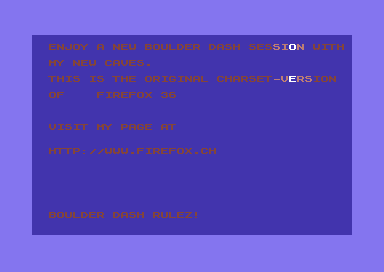 ENJOY A NEW BOULDER DASH SESSION WITH
MY NEW CAVES.
THIS IS THE ORIGINAL CHARSET-VERSION
OF    FIREFOX 36
VISIT MY PAGE AT
HTTP://WWW.FIREFOX.CH
BOULDER DASH RULEZ!